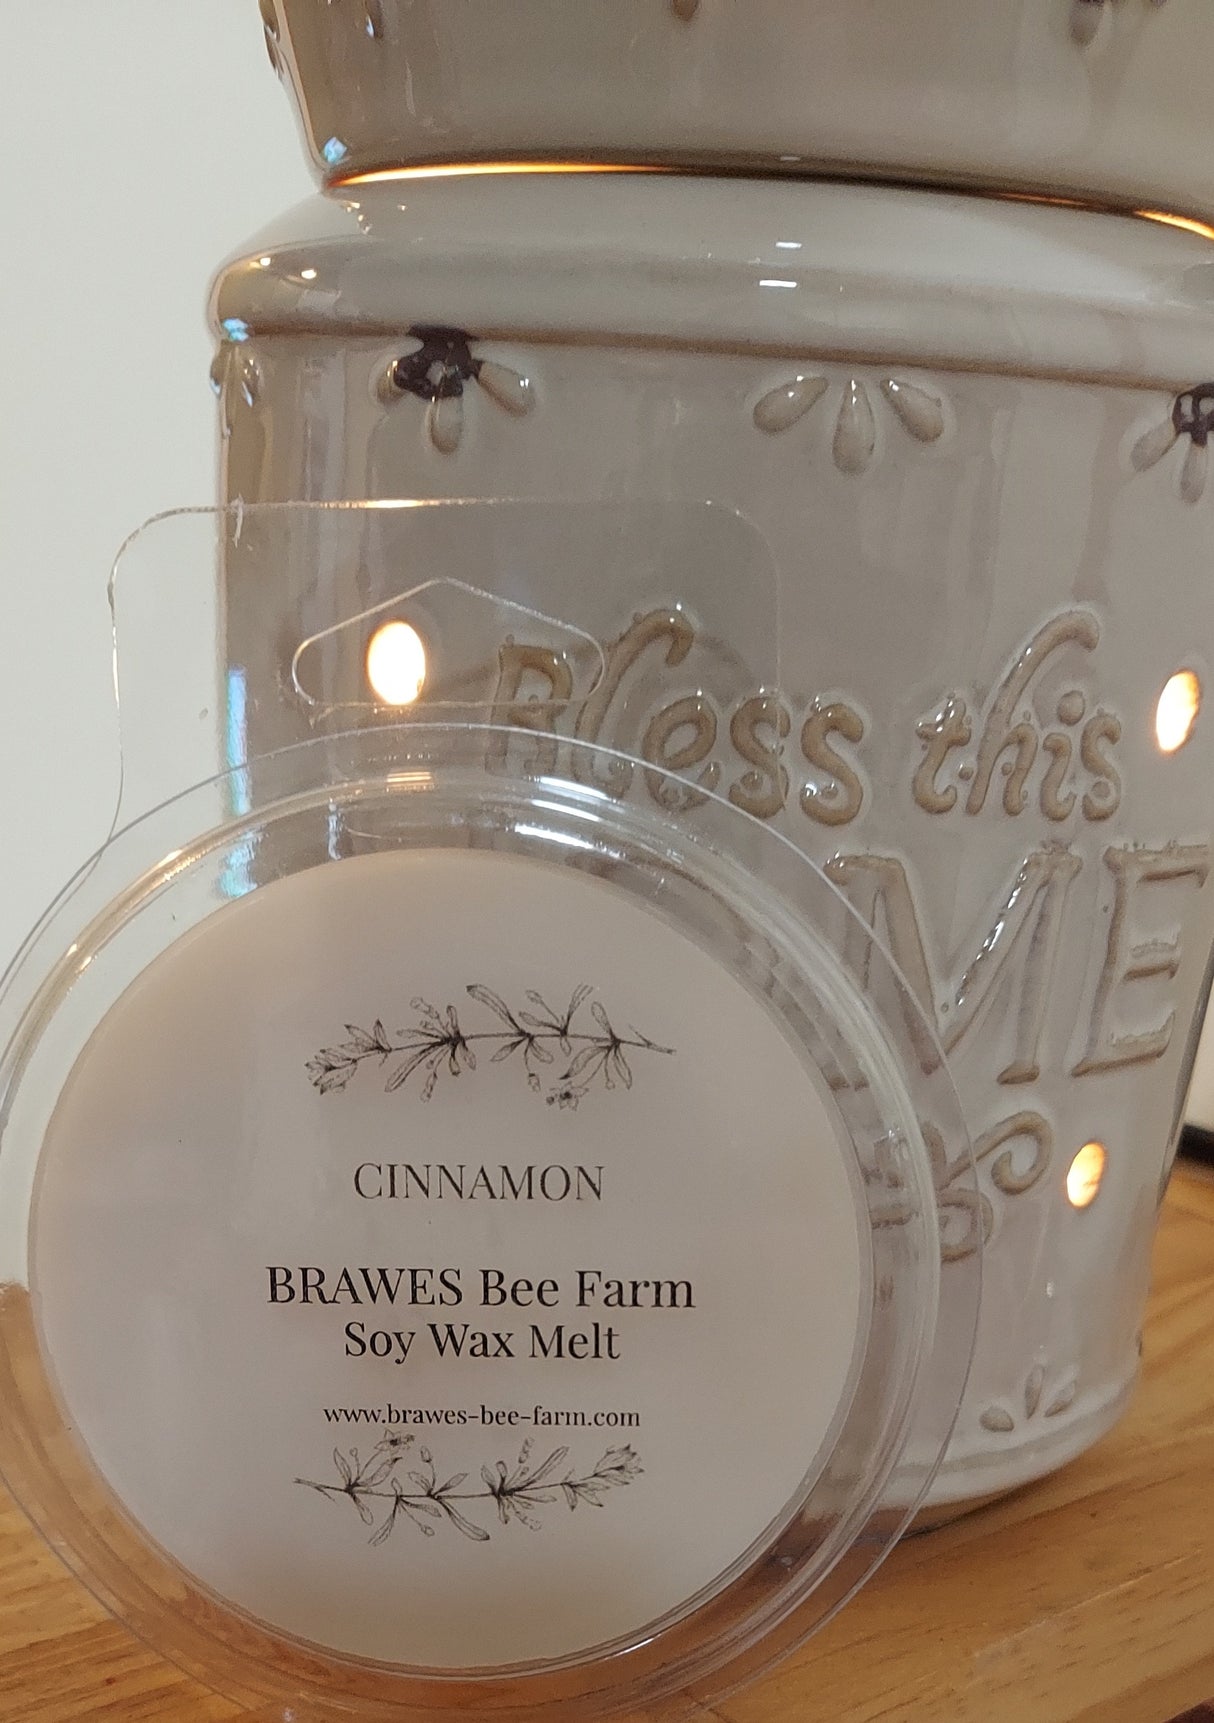 Bless this
ME
CINNAMON
BRAWES Bee Farm
Soy Wax Melt
www.brawes-bee-farm.com